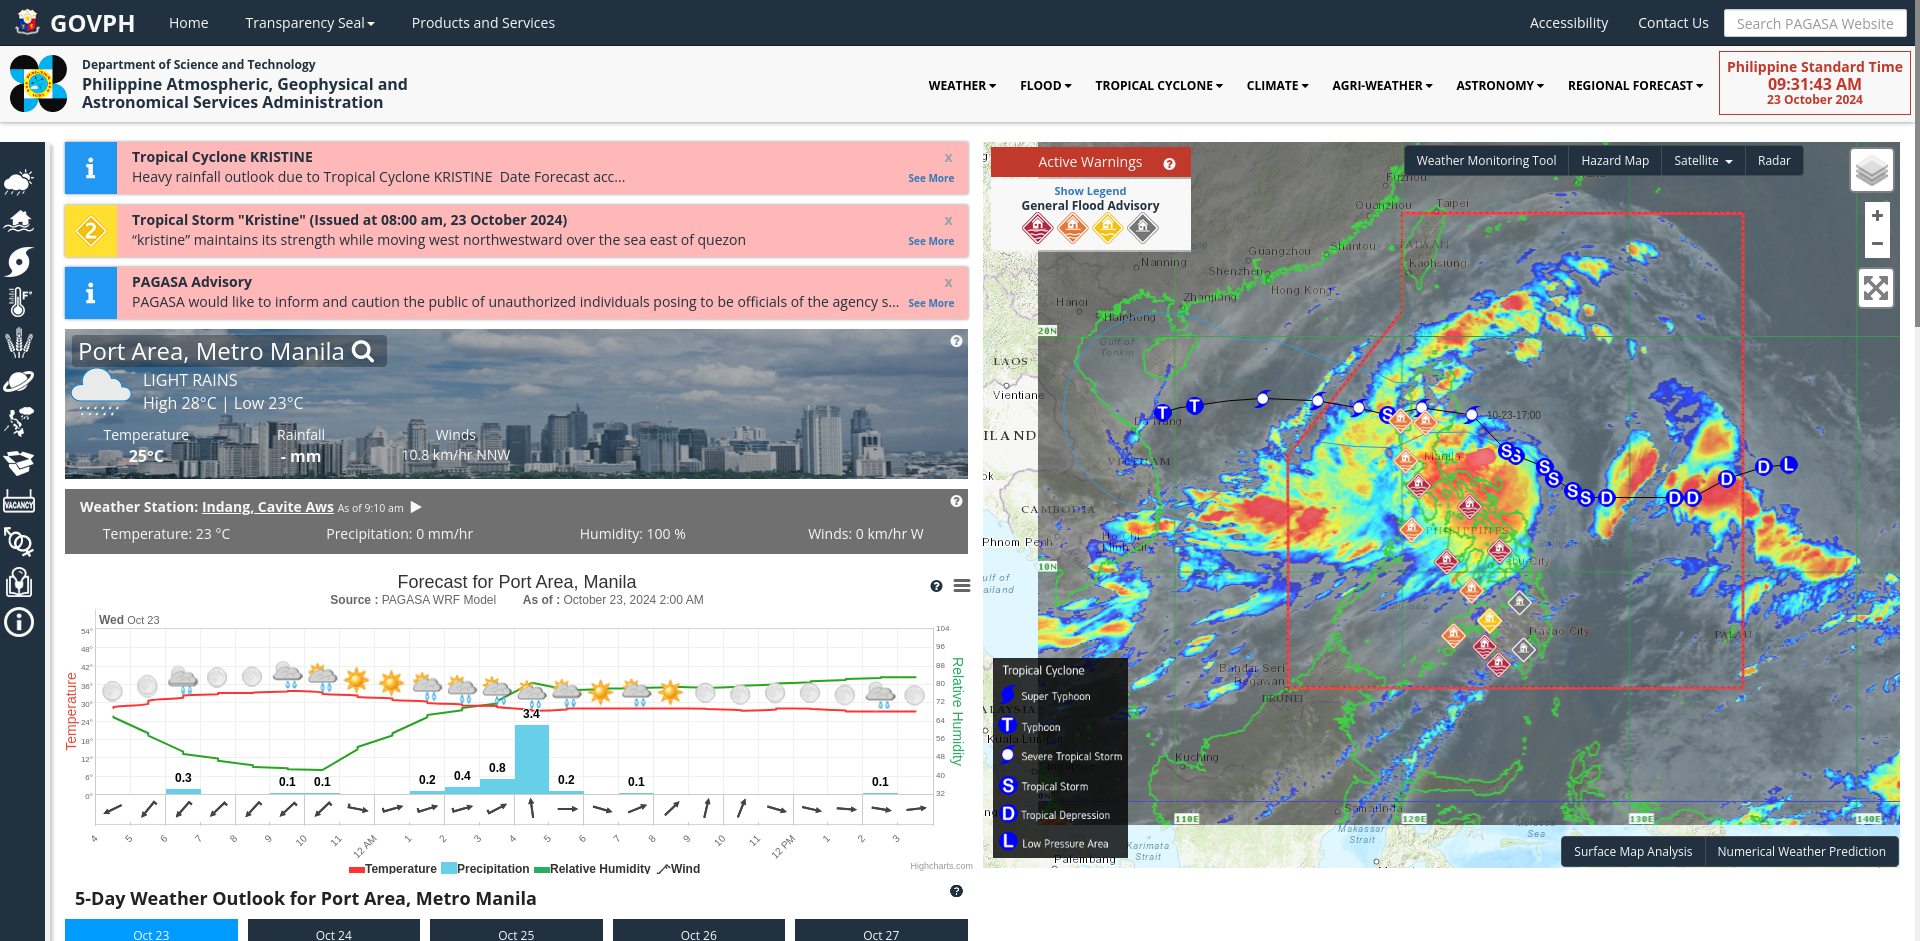 GOVPH
Home
Transparency Seal
Products and Services
Accessibility
Contact Us
Search PAGASA Website
Department of Science and Technology
Philippine Atmospheric, Geophysical and
Astronomical Services Administration
WEATHER
FLOOD
TROPICAL CYCLONE
CLIMATE
AGRI-WEATHER
ASTRONOMY
REGIONAL FORECAST
Philippine Standard Time
09:31:43 AM
23 October 2024
VACANCY
Tropical Cyclone KRISTINE
x
Heavy rainfall outlook due to Tropical Cyclone KRISTINE Date Forecast acc...
See More
2
Tropical Storm "Kristine" (Issued at 08:00 am, 23 October 2024)
x
“kristine” maintains its strength while moving west northwestward over the sea east of quezon
See More
PAGASA Advisory
x
PAGASA would like to inform and caution the public of unauthorized individuals posing to be officials of the agency s...
See More
Port Area, Metro Manila
LIGHT RAINS
High 28°C | Low 23°C
Temperature
Rainfall
Winds
25°C
- mm
10.8 km/hr NNW
Weather Station: Indang, Cavite Aws As of 9:10 am
Temperature: 23 °C
Precipitation: 0 mm/hr
Humidity: 100 %
Winds: 0 km/hr W
Forecast for Port Area, Manila
Source : PAGASA WRF Model As of : October 23, 2024 2:00 AM
Wed Oct 23
Temperature
54°
48°
42°
36°
30°
24°
18°
12°
6°
0°
104
96
88
80
72
64
56
48
40
32
Relative Humidity
0.3
0.1
0.1
0.2
0.4
0.8
3.4
0.2
0.1
0.1
4 5 6 7 8 9 10 11 12 AM 1 2 3 4 5 6 7 8 9 10 11 12 PM 1 2 3
Temperature Precipitation Relative Humidity Wind
Highcharts.com
5-Day Weather Outlook for Port Area, Metro Manila
Oct 23
Oct 24
Oct 25
Oct 26
Oct 27
Active Warnings
Show Legend
General Flood Advisory
Weather Monitoring Tool
Hazard Map
Satellite
Radar
+
−
Fuzhou
Taipei
Quanzhou
TAIWAN
Guangzhou
Shantou
Nanning
Kaohsiung
Shenzhen
Hong Kong
Hanoi
Zhanjiang
Haiphong
20N
Gulf of
Tonkin
LAOS
Vientiane
Da Nang
10-23-17:00
ILAND
Manila
VIETNAM
CAMBODIA
PHILIPPINES
Phnom Penh
Ho Chi
Minh City
10N
Davao City
PALAU
Bandar Seri
Begawan
BRUNEI
Kuala Lumpur
Kuching
Samarinda
110E
120E
130E
140E
Makassar
Strait
Karimata
Strait
Molucca
Sea
Palembang
T
T
S
S
S
S
S
S
S
D
D
D
D
D
L
Tropical Cyclone
Super Typhoon
T Typhoon
Severe Tropical Storm
S Tropical Storm
D Tropical Depression
L Low Pressure Area
Surface Map Analysis
Numerical Weather Prediction